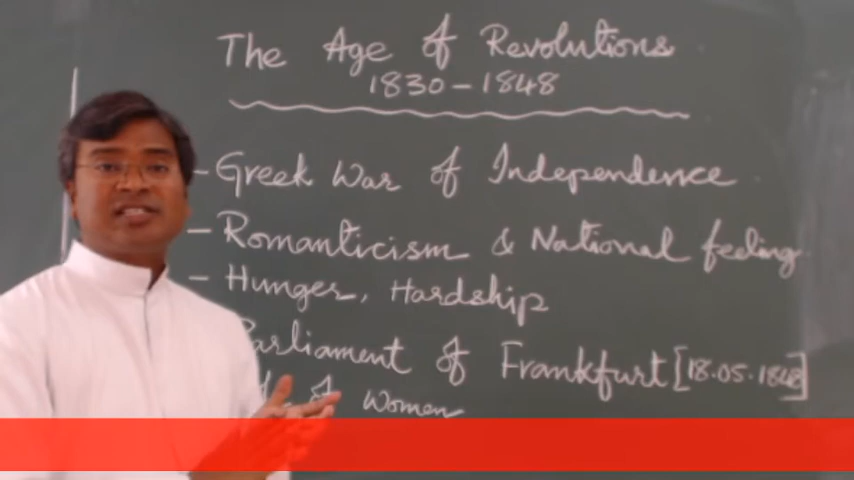 The Age of Revolutions
1830 - 1848
- Greek War of Independence
- Romanticism & National feeling
- Hunger, Hardship
Parliament of Frankfurt [18.05.1848]
of Women